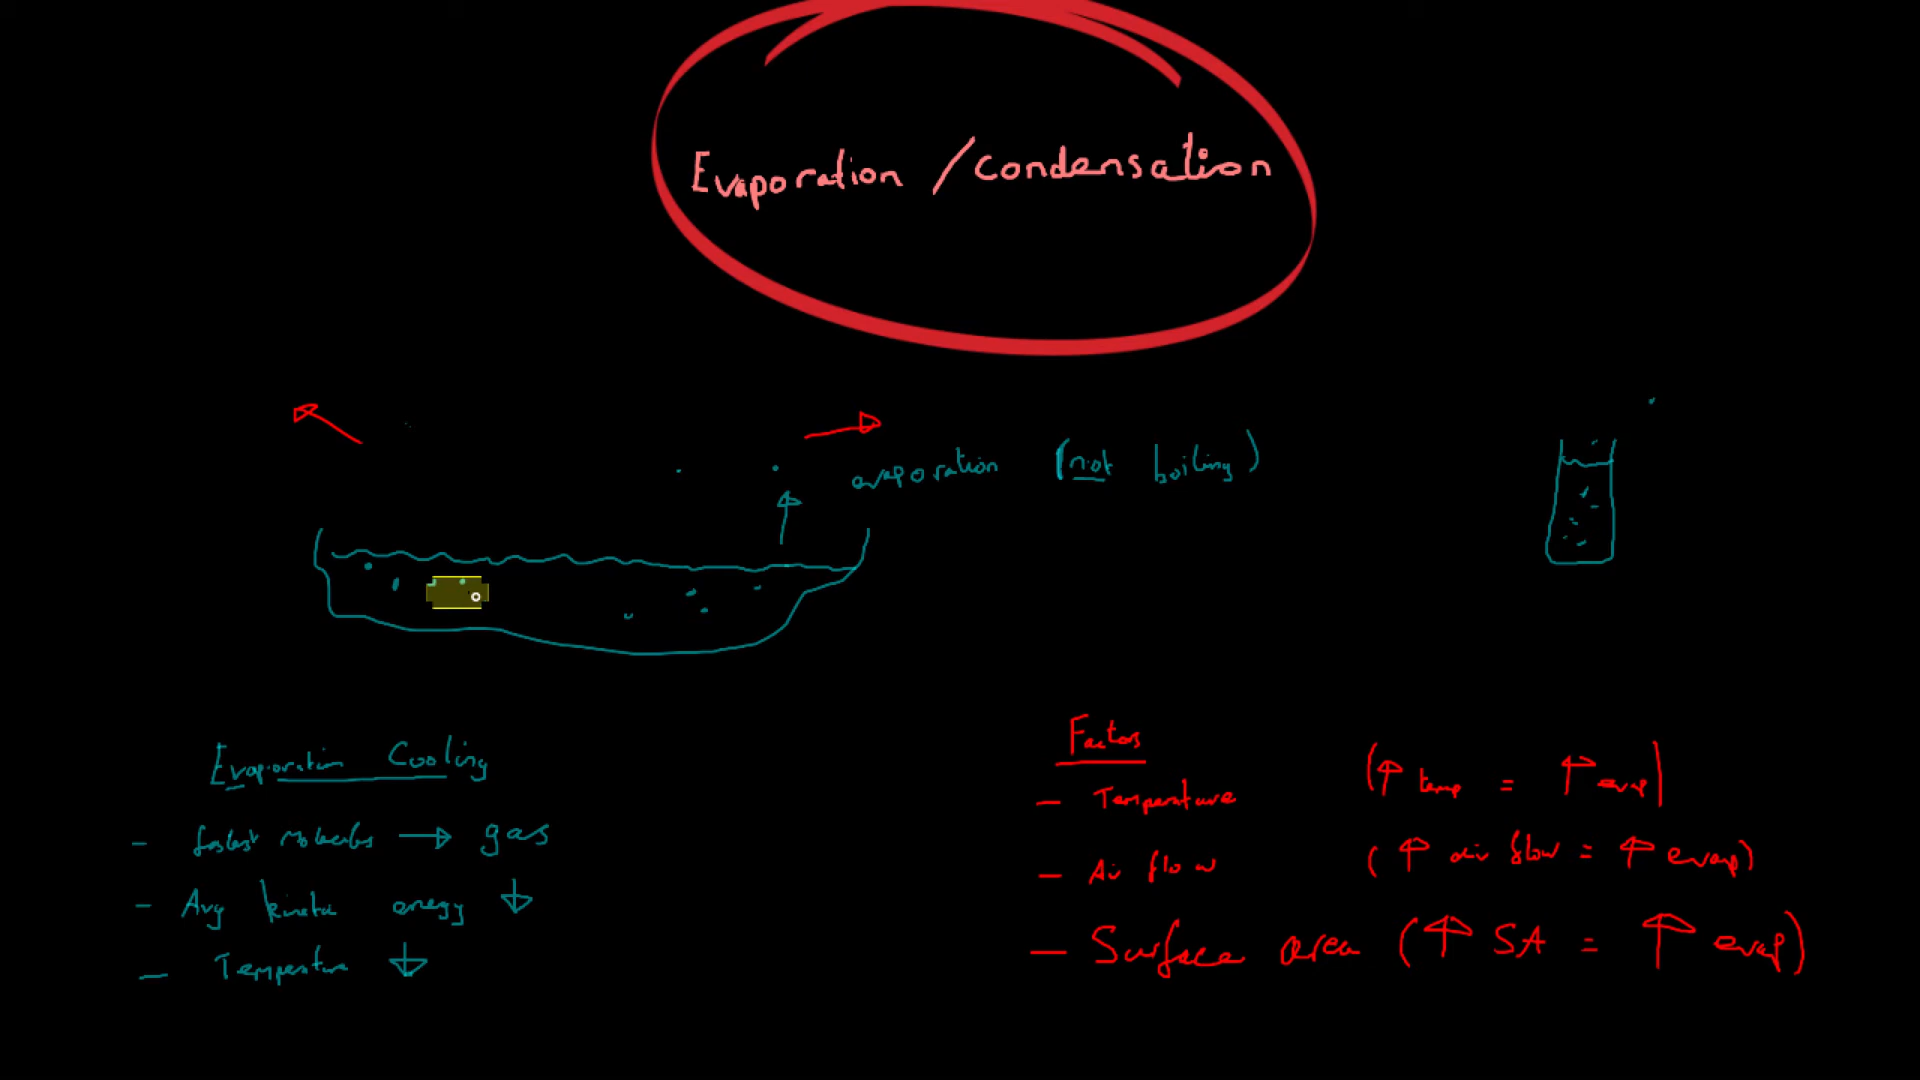 Evaporation / Condensation
evaporation (not boiling)
Evaporation Cooling
- fastest molecules → gas
- Avg kinetic energy ↓
- Temperature ↓
Factors
- Temperature (↑ temp = ↑ evap)
- Air flow (↑ air flow = ↑ evap)
- Surface area (↑ SA = ↑ evap)